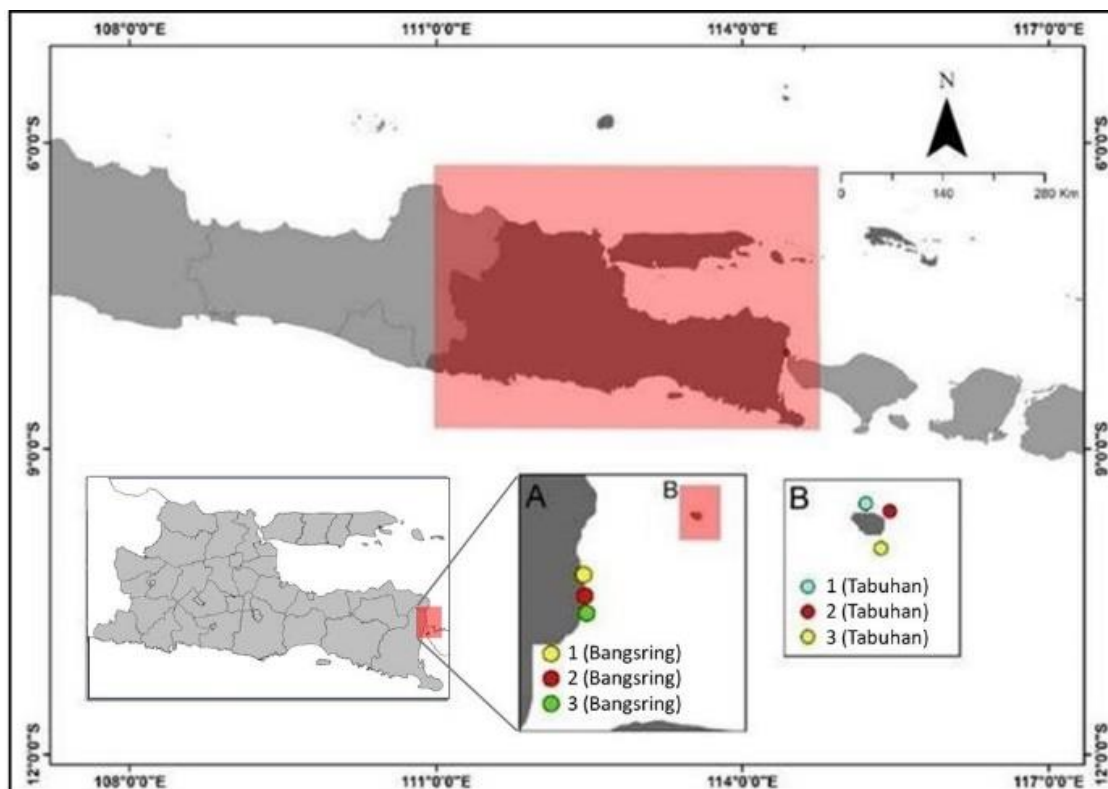 108°0'0"E 111°0'0"E 114°0'0"E 117°0'0"E
N
6°0'0"S 6°0'0"S
0 140 280 Km
9°0'0"S 9°0'0"S
A
B
1 (Bangsring)
2 (Bangsring)
3 (Bangsring)
B
1 (Tabuhan)
2 (Tabuhan)
3 (Tabuhan)
12°0'0"S 12°0'0"S
108°0'0"E 111°0'0"E 114°0'0"E 117°0'0"E